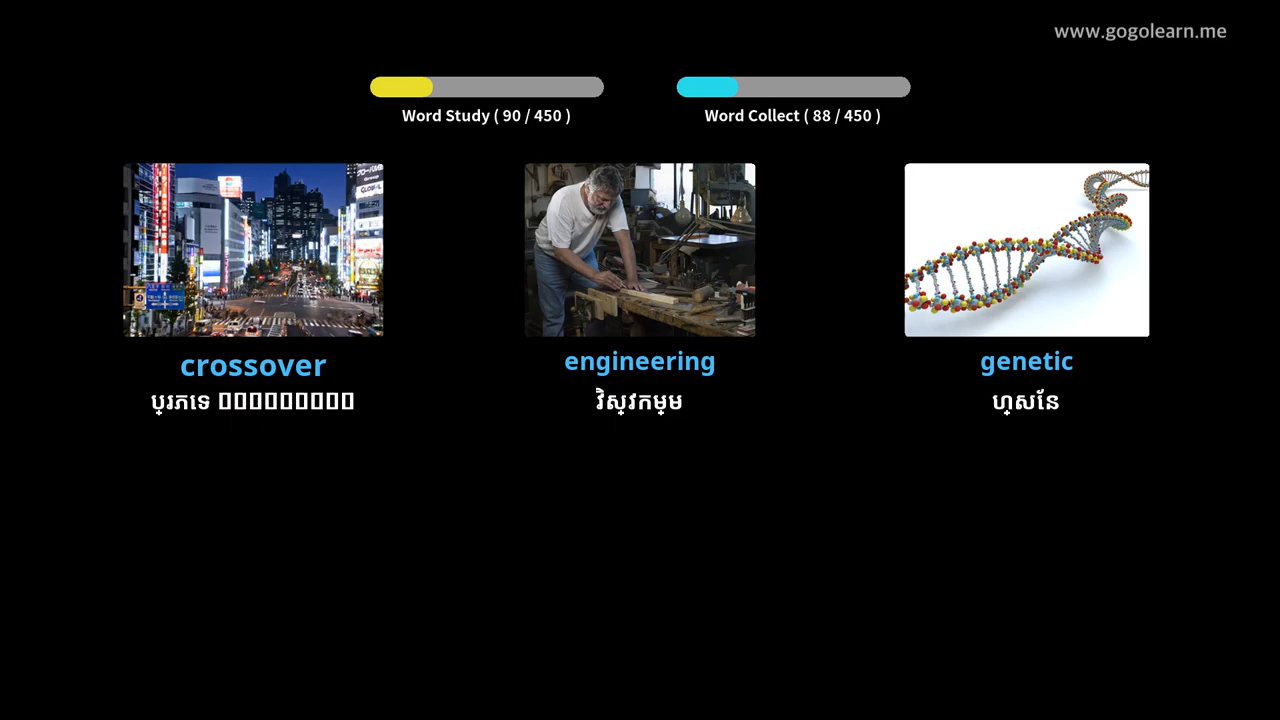 www.gogolearn.me
Word Study ( 90 / 450 )
Word Collect ( 88 / 450 )
crossover
engineering
genetic
ប្រភទេ
វិស្វកម្ម
ហ្សនែ